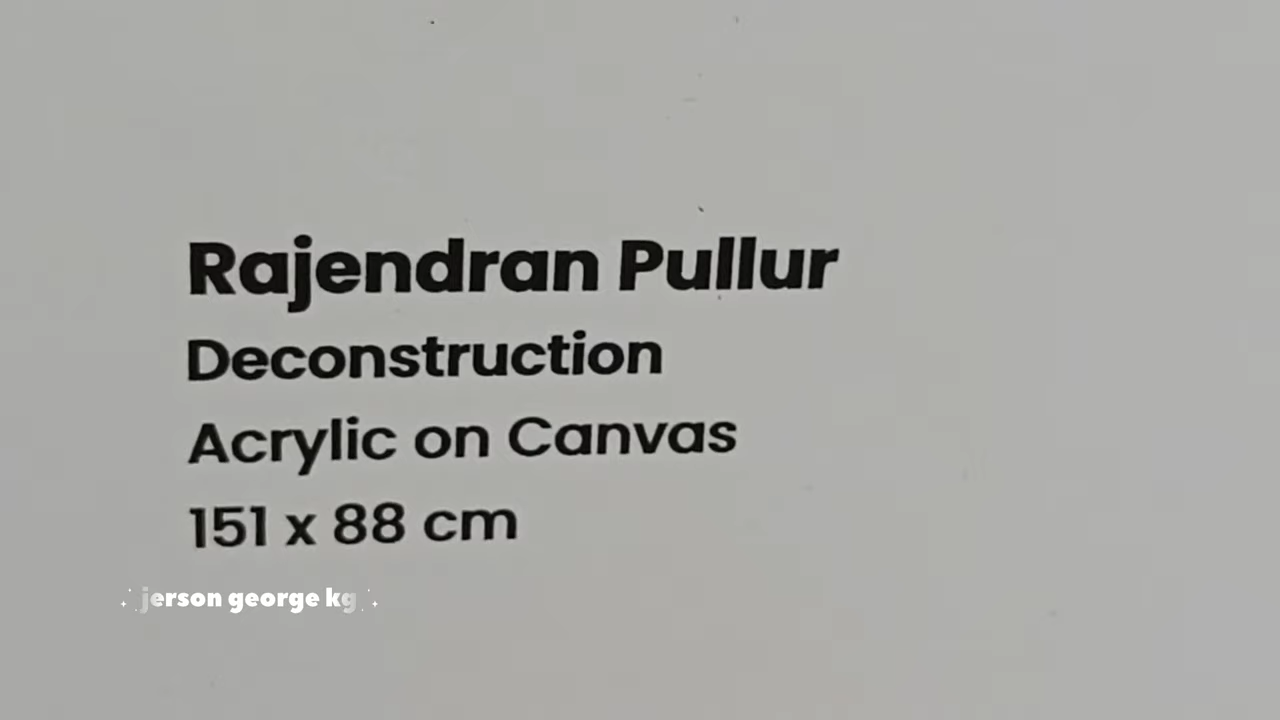 Rajendran Pullur
Deconstruction
Acrylic on Canvas
151 x 88 cm
jerson george kg